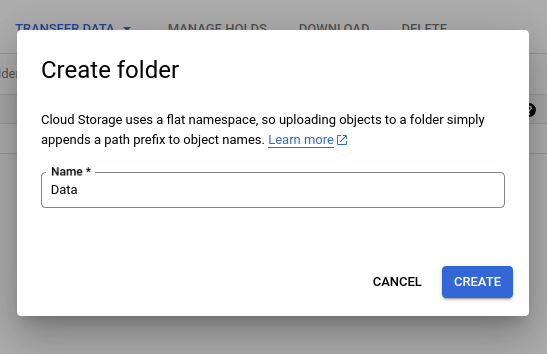 TRANSFER DATA MANAGE HOLDS DOWNLOAD DELETE
Create folder
Cloud Storage uses a flat namespace, so uploading objects to a folder simply
appends a path prefix to object names. Learn more
Name *
Data
CANCEL CREATE